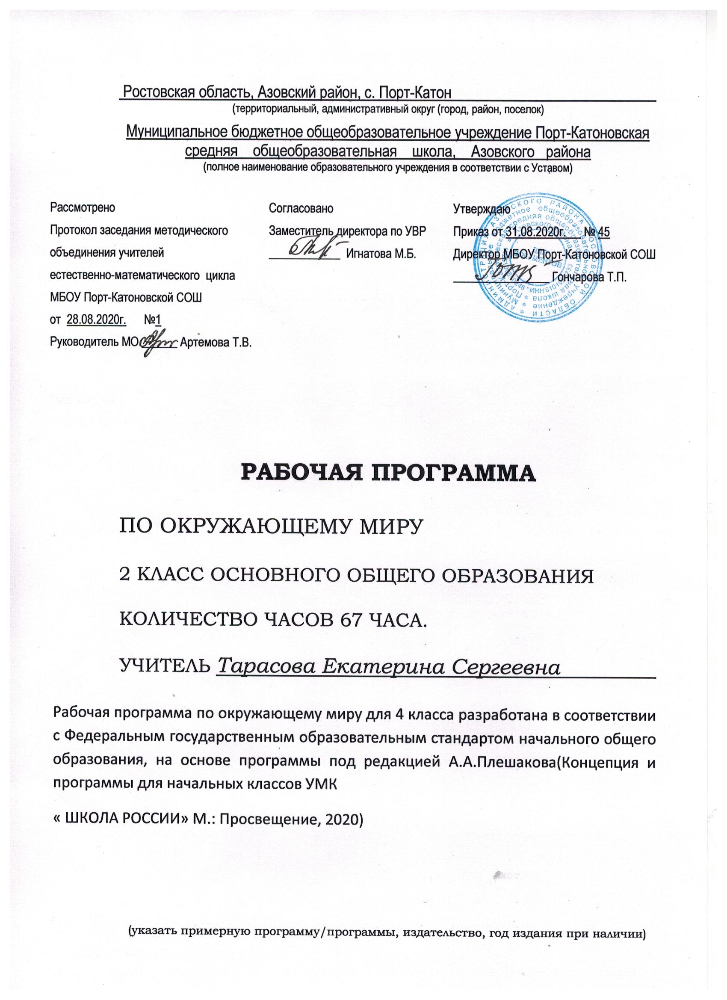 Ростовская область, Азовский район, с. Порт-Катон
(территориальный, административный округ (город, район, поселок)
Муниципальное бюджетное общеобразовательное учреждение Порт-Катоновская
средняя общеобразовательная школа, Азовского района
(полное наименование образовательного учреждения в соответствии с Уставом)
Рассмотрено
Протокол заседания методического
объединения учителей
естественно-математического цикла
МБОУ Порт-Катоновской СОШ
от 28.08.2020г. №1
Руководитель МО Артемова Т.В.
Согласовано
Заместитель директора по УВР
Игнатова М.Б.
Утверждаю
Приказ от 31.08.2020г. № 45
Директор МБОУ Порт-Катоновской СОШ
Гончарова Т.П.
РАБОЧАЯ ПРОГРАММА
ПО ОКРУЖАЮЩЕМУ МИРУ
2 КЛАСС ОСНОВНОГО ОБЩЕГО ОБРАЗОВАНИЯ
КОЛИЧЕСТВО ЧАСОВ 67 ЧАСА.
УЧИТЕЛЬ Тарасова Екатерина Сергеевна
Рабочая программа по окружающему миру для 4 класса разработана в соответствии
с Федеральным государственным образовательным стандартом начального общего
образования, на основе программы под редакцией А.А.Плешакова(Концепция и
программы для начальных классов УМК
« ШКОЛА РОССИИ» М.: Просвещение, 2020)
(указать примерную программу/программы, издательство, год издания при наличии)